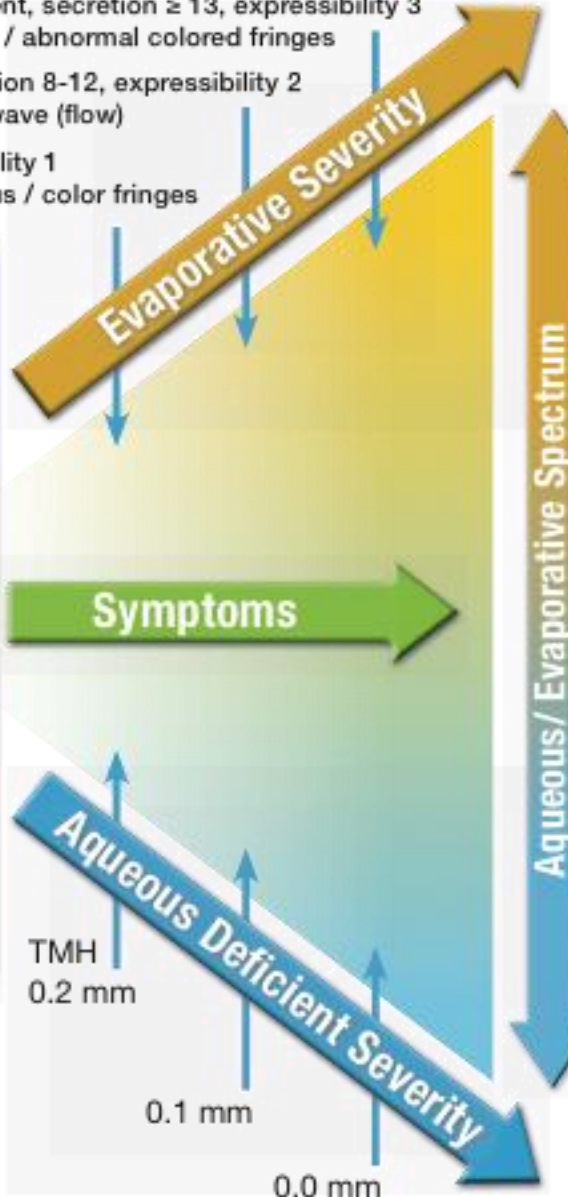 nt, secretion ≥ 13, expressibility 3
/ abnormal colored fringes
ion 8-12, expressibility 2
wave (flow)
lity 1
s / color fringes
Evaporative Severity
Aqueous/ Evaporative Spectrum
Symptoms
Aqueous Deficient Severity
TMH
0.2 mm
0.1 mm
0.0 mm